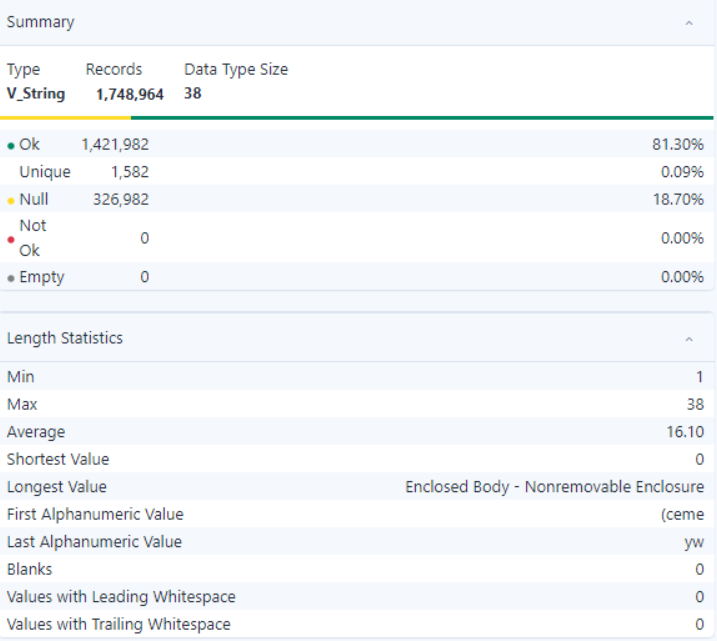 Summary
Type Records Data Type Size
V_String 1,748,964 38
Ok 1,421,982 81.30%
Unique 1,582 0.09%
Null 326,982 18.70%
Not
Ok 0 0.00%
Empty 0 0.00%
Length Statistics
Min 1
Max 38
Average 16.10
Shortest Value 0
Longest Value Enclosed Body - Nonremovable Enclosure
First Alphanumeric Value (ceme
Last Alphanumeric Value yw
Blanks 0
Values with Leading Whitespace 0
Values with Trailing Whitespace 0